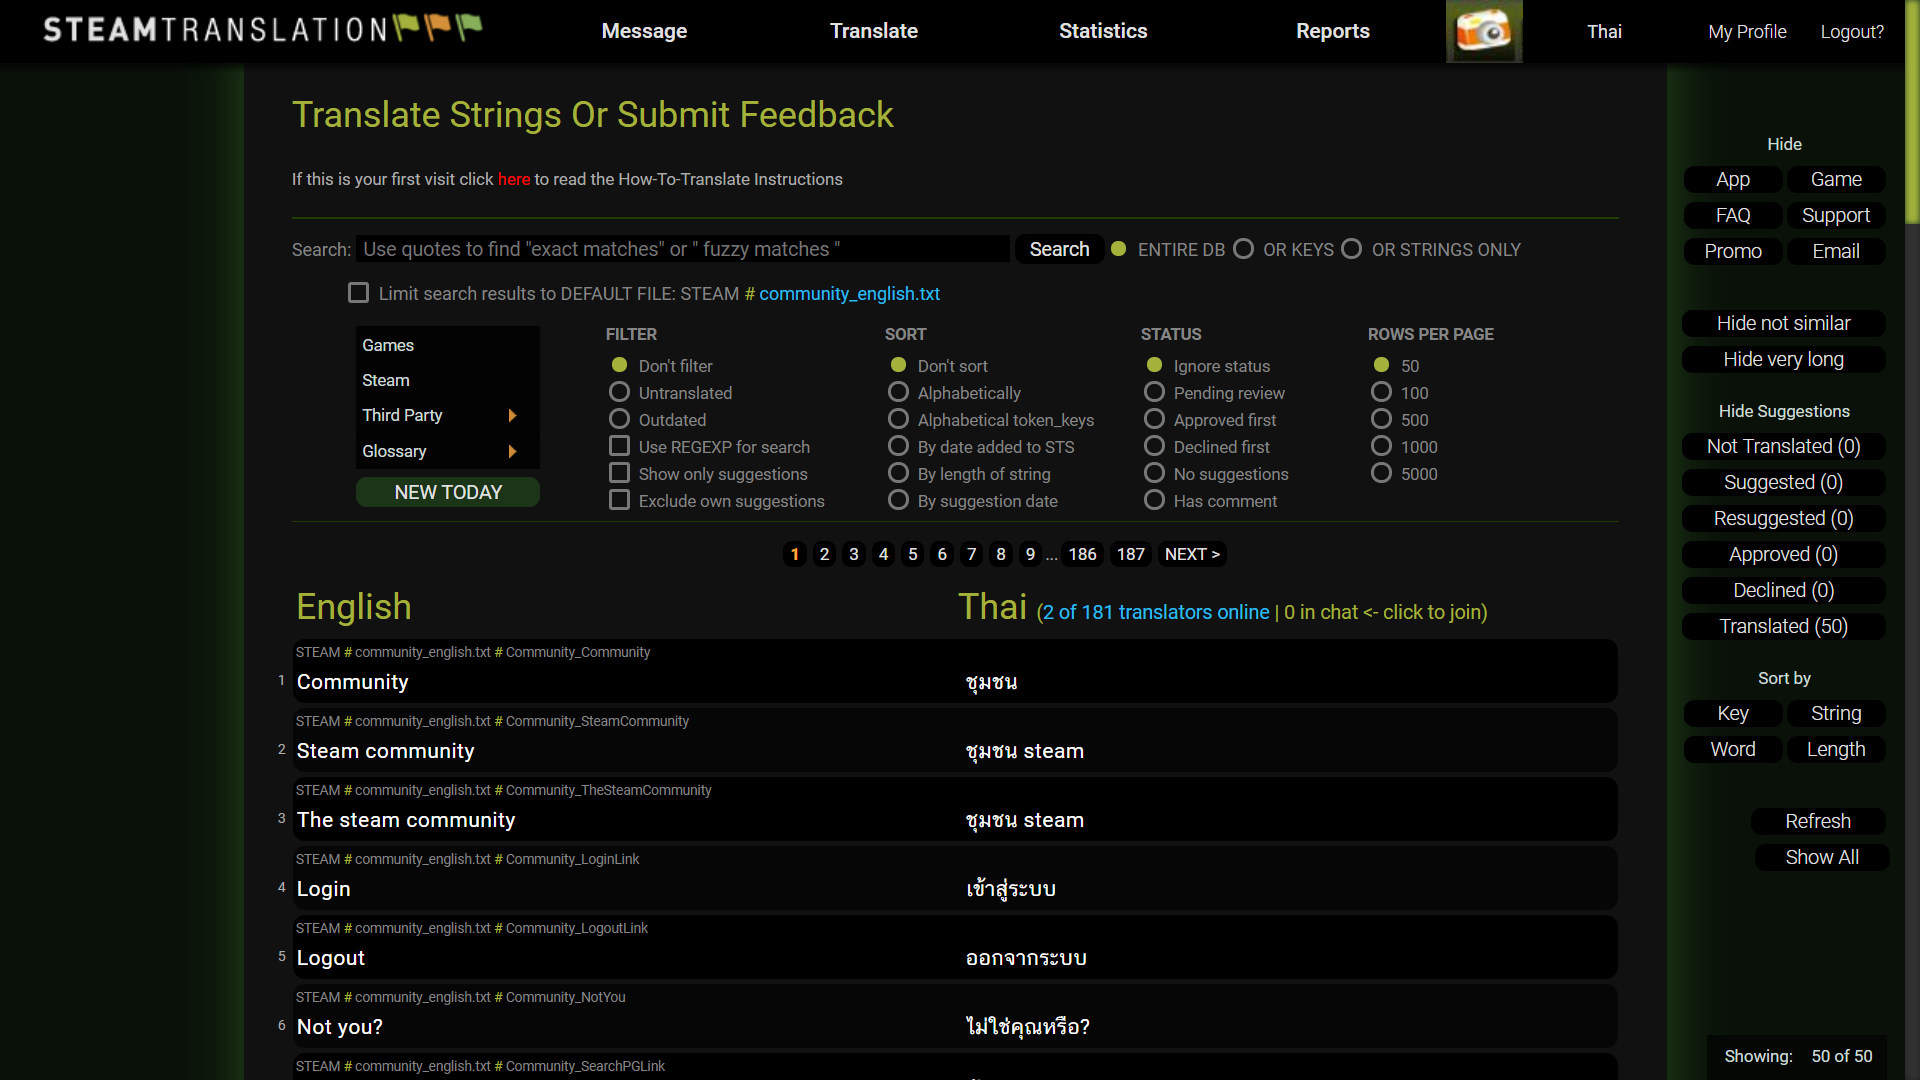 STEAMTRANSLATION
Message Translate Statistics Reports Thai My Profile Logout?
Translate Strings Or Submit Feedback
If this is your first visit click here to read the How-To-Translate Instructions
Search: Use quotes to find "exact matches" or " fuzzy matches " Search ENTIRE DB OR KEYS OR STRINGS ONLY
Limit search results to DEFAULT FILE: STEAM # community_english.txt
Games
Steam
Third Party
Glossary
NEW TODAY
FILTER
Don't filter
Untranslated
Outdated
Use REGEXP for search
Show only suggestions
Exclude own suggestions
SORT
Don't sort
Alphabetically
Alphabetical token_keys
By date added to STS
By length of string
By suggestion date
STATUS
Ignore status
Pending review
Approved first
Declined first
No suggestions
Has comment
ROWS PER PAGE
50
100
500
1000
5000
1 2 3 4 5 6 7 8 9 ... 186 187 NEXT >
English
Thai (2 of 181 translators online | 0 in chat <- click to join)
STEAM # community_english.txt # Community_Community
1 Community ชุมชน
STEAM # community_english.txt # Community_SteamCommunity
2 Steam community ชุมชน steam
STEAM # community_english.txt # Community_TheSteamCommunity
3 The steam community ชุมชน steam
STEAM # community_english.txt # Community_LoginLink
4 Login เข้าสู่ระบบ
STEAM # community_english.txt # Community_LogoutLink
5 Logout ออกจากระบบ
STEAM # community_english.txt # Community_NotYou
6 Not you? ไม่ใช่คุณหรือ?
STEAM # community_english.txt # Community_SearchPGLink
Hide
App Game
FAQ Support
Promo Email
Hide not similar
Hide very long
Hide Suggestions
Not Translated (0)
Suggested (0)
Resuggested (0)
Approved (0)
Declined (0)
Translated (50)
Sort by
Key String
Word Length
Refresh
Show All
Showing: 50 of 50